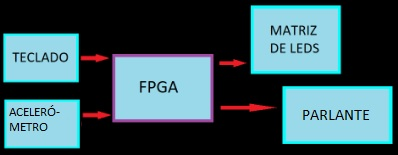 TECLADO
ACELERÓ-
METRO
FPGA
MATRIZ
DE LEDS
PARLANTE